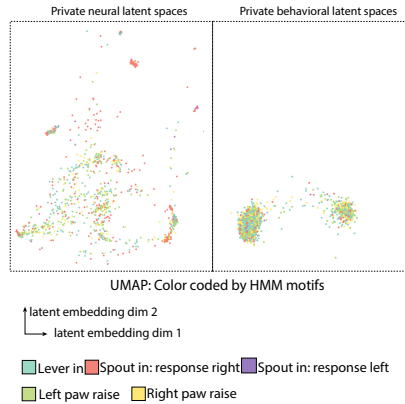 Private neural latent spaces Private behavioral latent spaces
UMAP: Color coded by HMM motifs
latent embedding dim 2
latent embedding dim 1
Lever in Spout in: response right Spout in: response left
Left paw raise Right paw raise